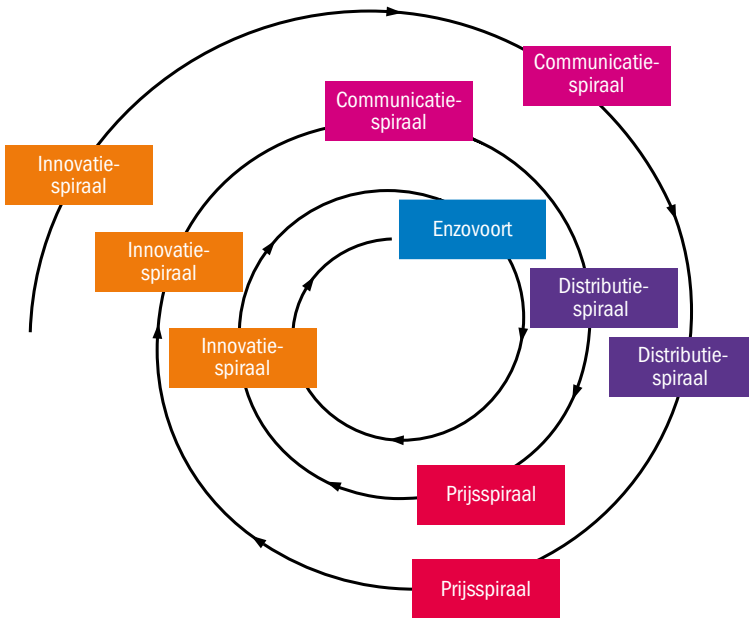 Communicatie-
spiraal
Communicatie-
spiraal
Innovatie-
spiraal
Enzovoort
Innovatie-
spiraal
Distributie-
spiraal
Innovatie-
spiraal
Distributie-
spiraal
Prijsspiraal
Prijsspiraal